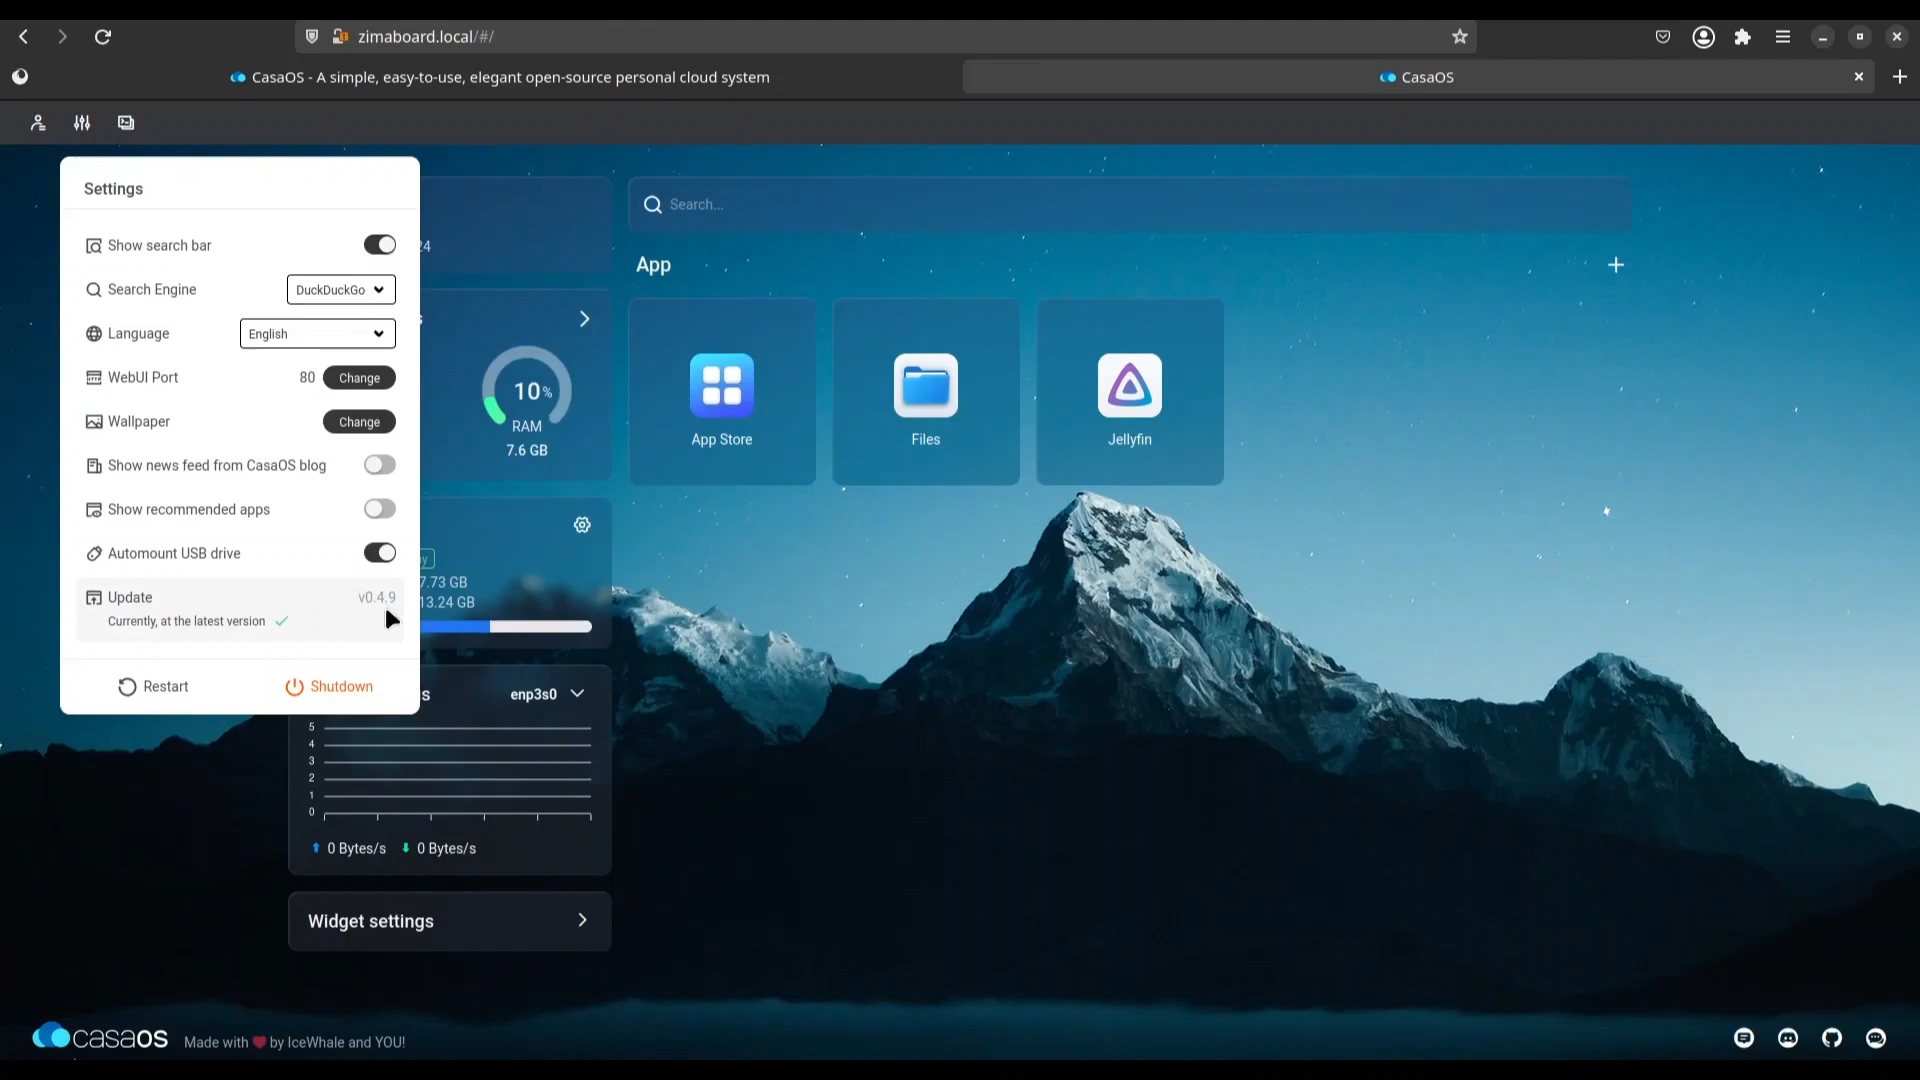 zimaboard.local/#/
CasaOS - A simple, easy-to-use, elegant open-source personal cloud system
CasaOS
Settings
Show search bar
Search Engine
DuckDuckGo
Language
English
WebUI Port
80
Change
Wallpaper
Change
Show news feed from CasaOS blog
Show recommended apps
Automount USB drive
Update
v0.4.9
Currently, at the latest version
Restart
Shutdown
24
s
10%
RAM
7.6 GB
7.73 GB
13.24 GB
s
enp3s0
5
4
3
2
1
0
0 Bytes/s
0 Bytes/s
Widget settings
Search...
App
App Store
Files
Jellyfin
casaos
Made with ❤ by IceWhale and YOU!